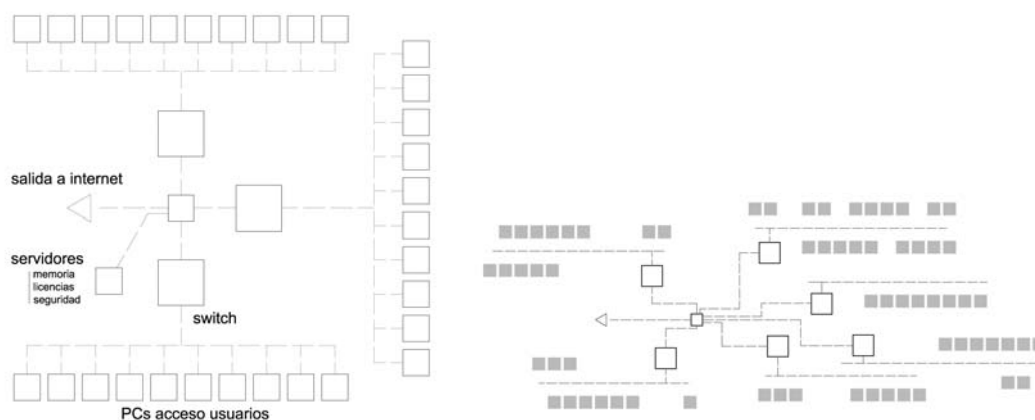 salida a internet
servidores
memoria
licencias
seguridad
switch
PCs acceso usuarios